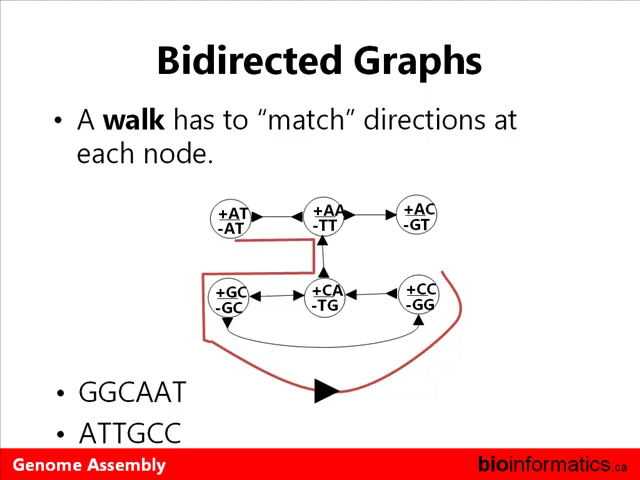 Bidirected Graphs
• A walk has to “match” directions at
each node.
+AT
-AT
+AA
-TT
+AC
-GT
+GC
-GC
+CA
-TG
+CC
-GG
• GGCAAT
• ATTGCC
Genome Assembly
bioinformatics.ca